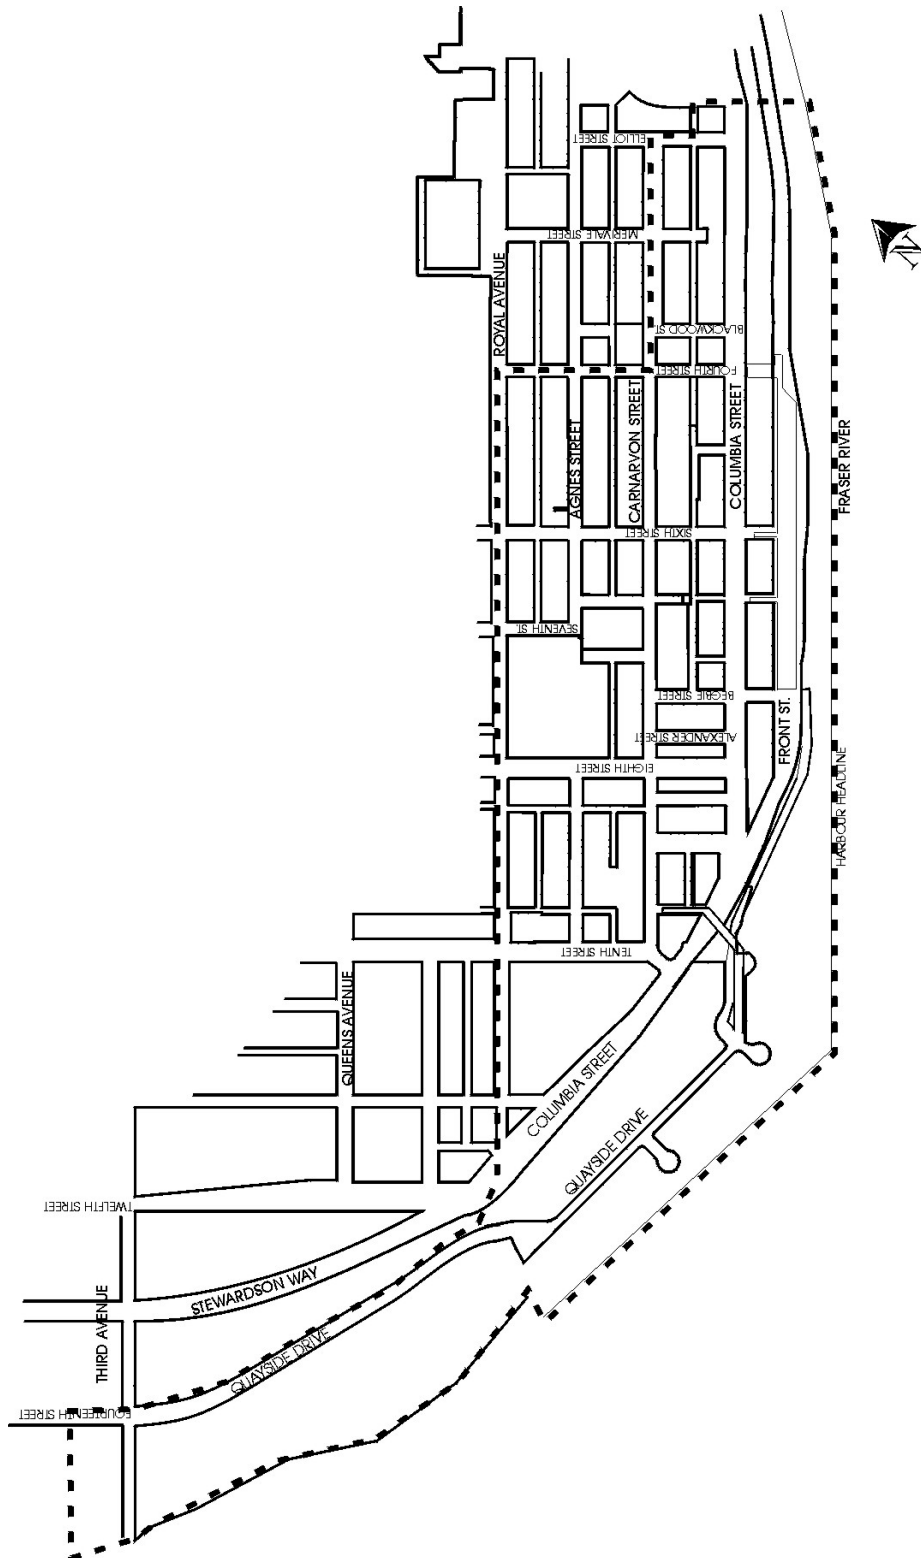 ELLIOT STREET
MERIVALE STREET
ROYAL AVENUE
BLACKWOOD ST.
FOURTH STREET
AGNES STREET
CARNARVON STREET
COLUMBIA STREET
FRASER RIVER
SIXTH STREET
SEVENTH ST.
BEGBIE STREET
ALEXANDER STREET
FRONT ST.
EIGHTH STREET
HARBOUR HEADLINE
TENTH STREET
QUEENS AVENUE
COLUMBIA STREET
QUAYSIDE DRIVE
TWELFTH STREET
STEWARDSON WAY
THIRD AVENUE
QUAYSIDE DRIVE
FOURTEENTH STREET
N